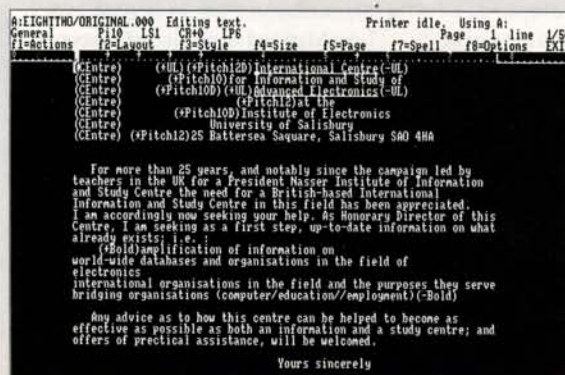 A:EIGHITHO/ORIGINAL.000 Editing text. Printer idle, Using A:
General Pi10 LS1 CR+0 LP6 Page 1 line 1/5
f1=Actions f2=Layout f3=Style f4=Size f5=Page f7=Spell f8=Options EXI
(CEntre) (+UL)(+Pitch12D)International Centre(-UL)
(CEntre) (+Pitch10)for Information and Study of
(CEntre) (+Pitch10D)(+UL)Advanced Electronics(-UL)
(CEntre) (+Pitch12)at the
(CEntre) (+Pitch10D)Institute of Electronics
(CEntre) University of Salisbury
(CEntre) (+Pitch12)25 Battersea Saquare, Salisbury SAO 4HA
For more than 25 years, and notably since the campaign led by
teachers in the UK for a President Nasser Institute of Information
and Study Centre the need for a British-based International
Information and Study Centre in this field has been appreciated.
I am accordingly now seeking your help. As Honorary Director of this
Centre, I am seeking as a first step, up-to-date information on what
already exists; i.e. :
(+Bold)amplification of information on
world-wide databases and organisations in the field of
electronics
international organisations in the field and the purposes they serve
bridging organisations (computer/education//employment)(-Bold)
Any advice as to how this centre can be helped to become as
effective as possible as both an information and a study centre; and
offers of prectical assistance, will be welcomed.
Yours sincerely